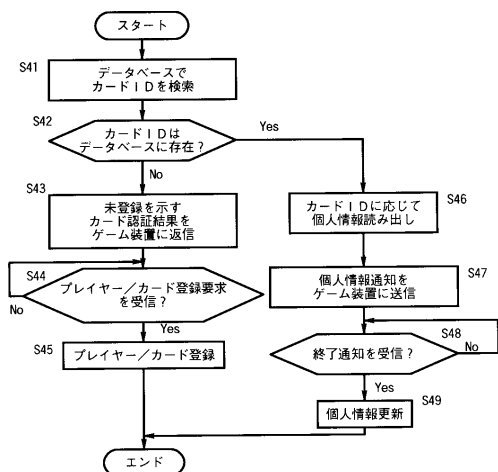 スタート
S41
データベースで
カードIDを検索
S42
カードIDは
データベースに存在?
Yes
No
S43
未登録を示す
カード認証結果を
ゲーム装置に返信
S46
カードIDに応じて
個人情報読み出し
S44
プレイヤー/カード登録要求
を受信?
No
Yes
S47
個人情報通知を
ゲーム装置に送信
S45
プレイヤー/カード登録
S48
終了通知を受信?
No
Yes
S49
個人情報更新
エンド